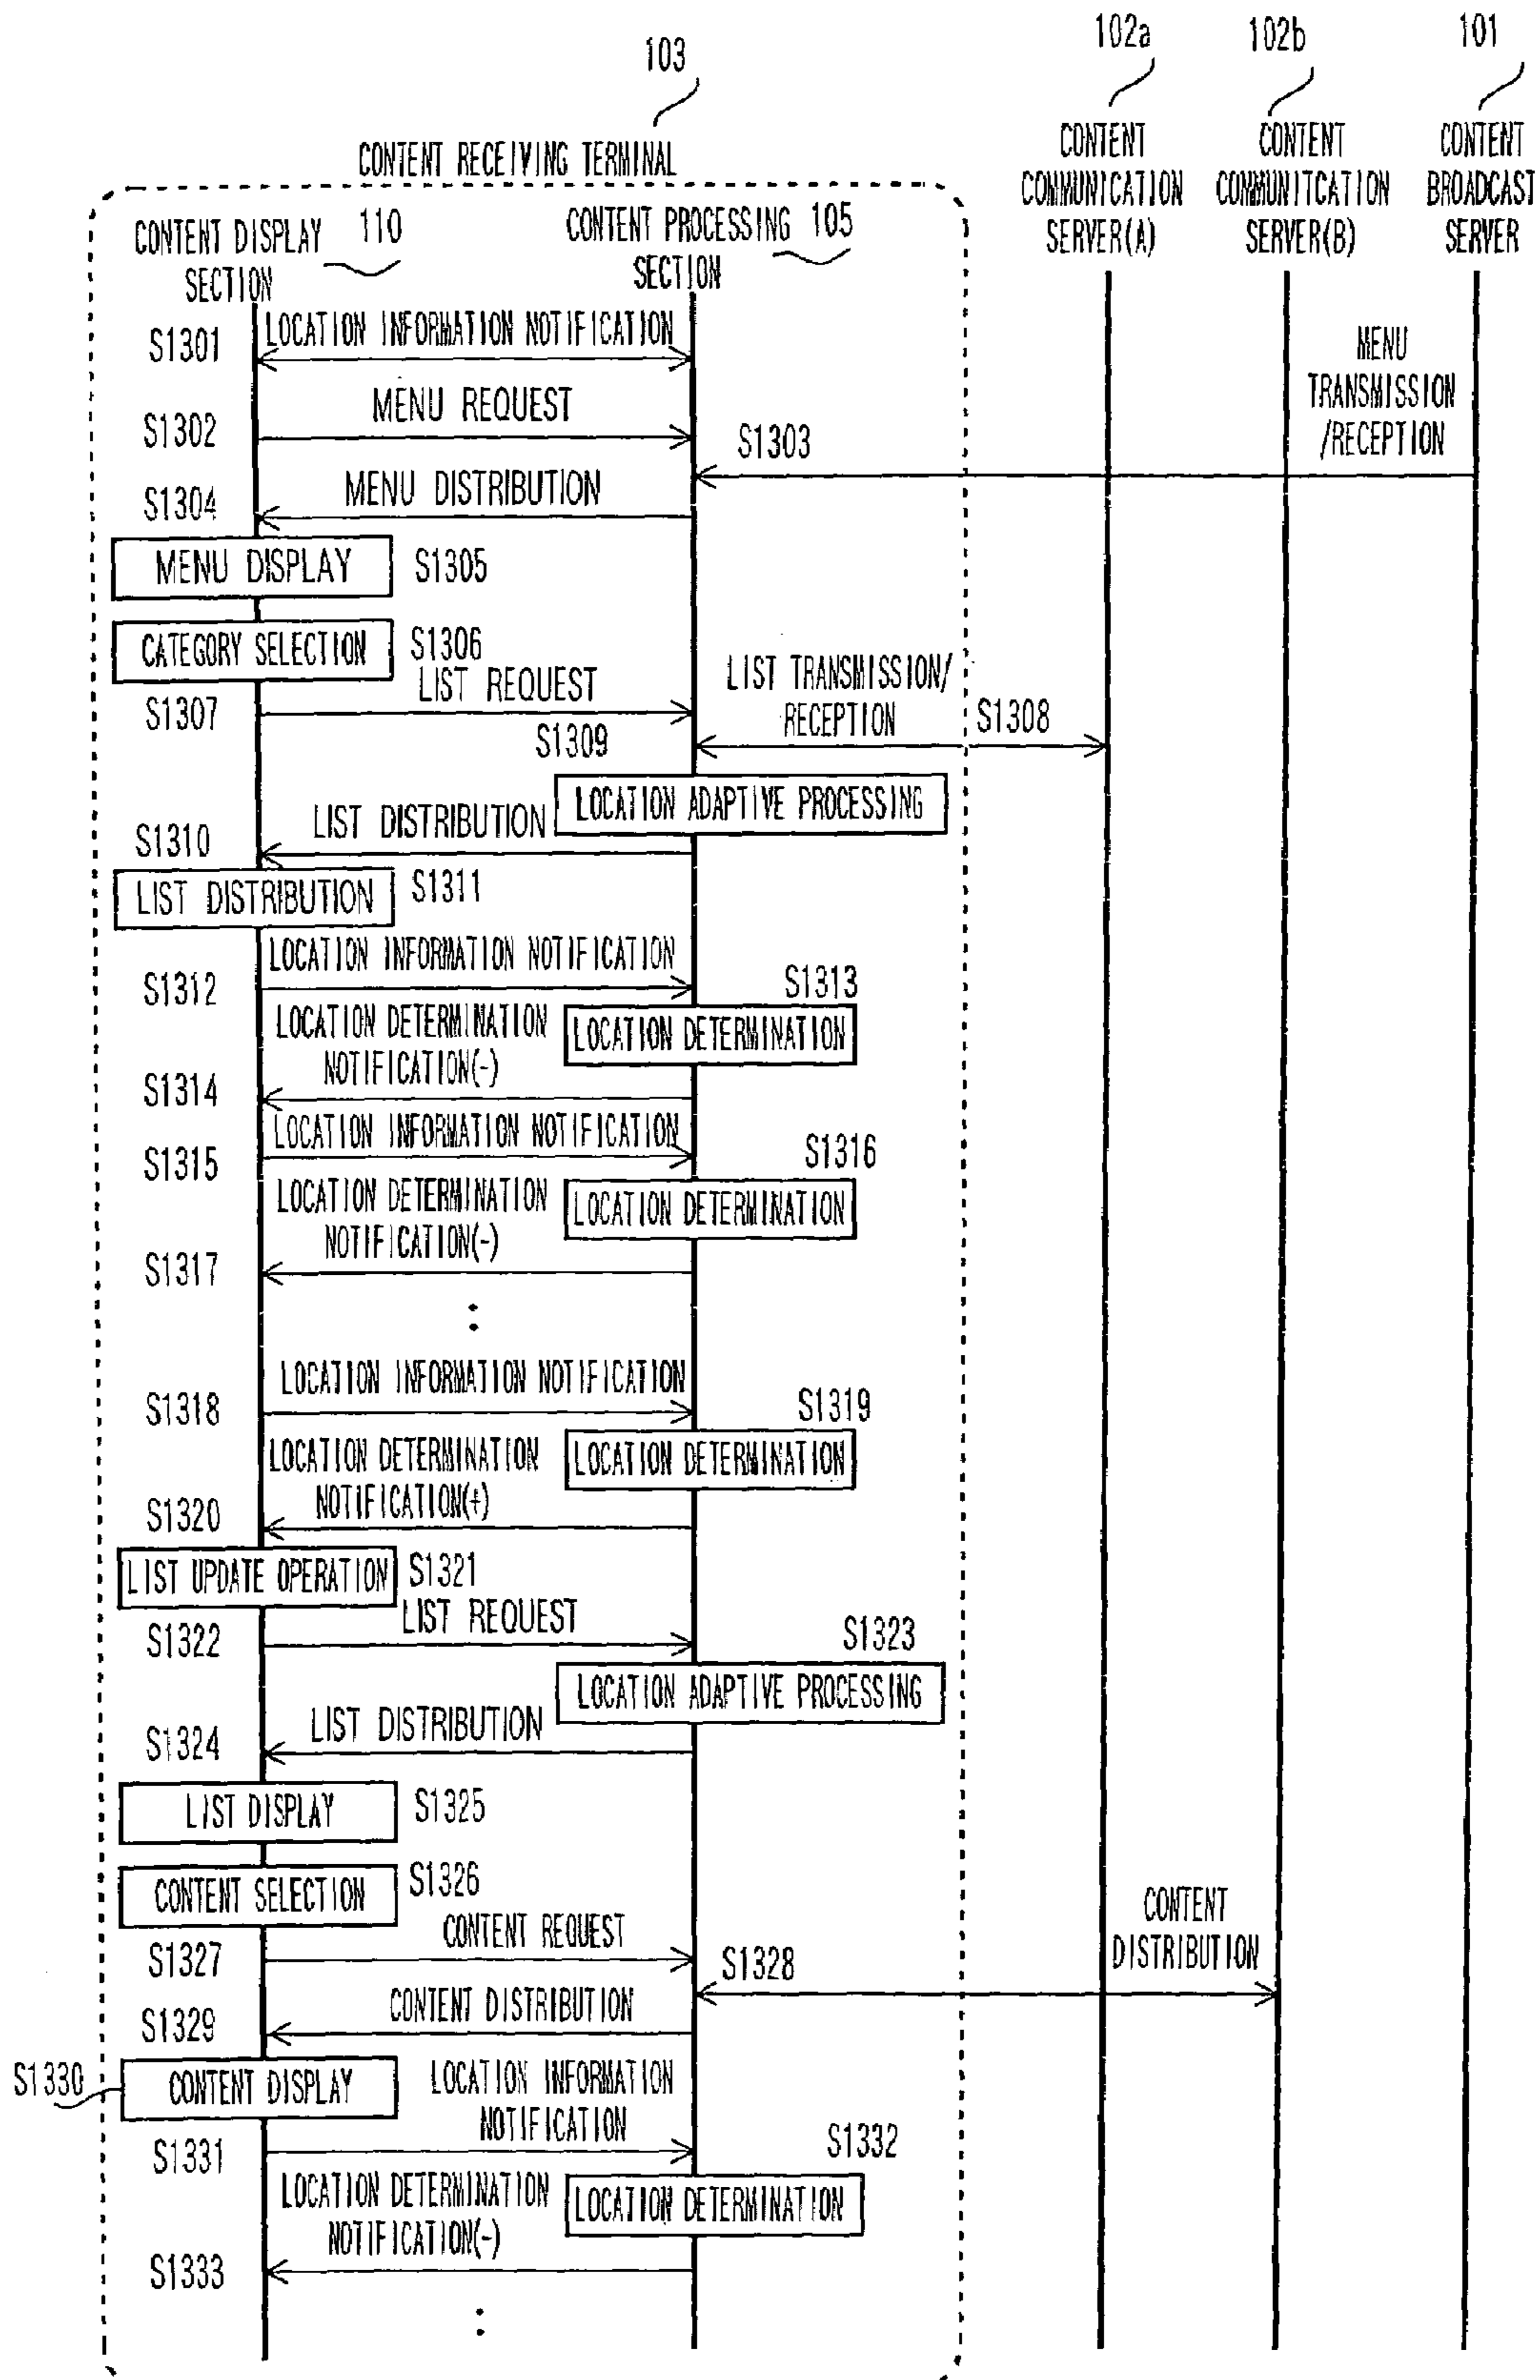 103
102a
102b
101
CONTENT RECEIVING TERMINAL
CONTENT
COMMUNICATION
SERVER(A)
CONTENT
COMMUNITCATION
SERVER(B)
CONTENT
BROADCAST
SERVER
CONTENT DISPLAY 110
SECTION
CONTENT PROCESSING 105
SECTION
S1301
LOCATION INFORMATION NOTIFICATION
MENU
TRANSMISSION
/RECEPTION
S1302
MENU REQUEST
S1303
S1304
MENU DISTRIBUTION
MENU DISPLAY
S1305
CATEGORY SELECTION
S1306
S1307
LIST REQUEST
LIST TRANSMISSION/
RECEPTION
S1308
S1309
LOCATION ADAPTIVE PROCESSING
S1310
LIST DISTRIBUTION
LIST DISTRIBUTION
S1311
S1312
LOCATION INFORMATION NOTIFICATION
S1313
LOCATION DETERMINATION
LOCATION DETERMINATION
NOTIFICATION(-)
S1314
S1315
LOCATION INFORMATION NOTIFICATION
S1316
LOCATION DETERMINATION
LOCATION DETERMINATION
NOTIFICATION(-)
S1317
:
S1318
LOCATION INFORMATION NOTIFICATION
S1319
LOCATION DETERMINATION
LOCATION DETERMINATION
NOTIFICATION(+)
S1320
LIST UPDATE OPERATION
S1321
S1322
LIST REQUEST
S1323
LOCATION ADAPTIVE PROCESSING
S1324
LIST DISTRIBUTION
LIST DISPLAY
S1325
CONTENT SELECTION
S1326
S1327
CONTENT REQUEST
S1328
CONTENT
DISTRIBUTION
S1329
CONTENT DISTRIBUTION
S1330
CONTENT DISPLAY
LOCATION INFORMATION
NOTIFICATION
S1331
S1332
LOCATION DETERMINATION
LOCATION DETERMINATION
NOTIFICATION(-)
S1333
: